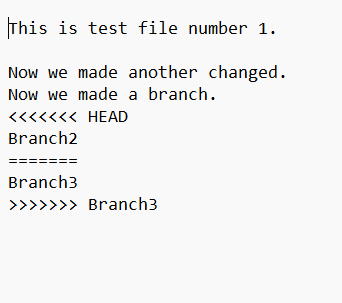 This is test file number 1.
Now we made another changed.
Now we made a branch.
<<<<<<< HEAD
Branch2
=======
Branch3
>>>>>>> Branch3